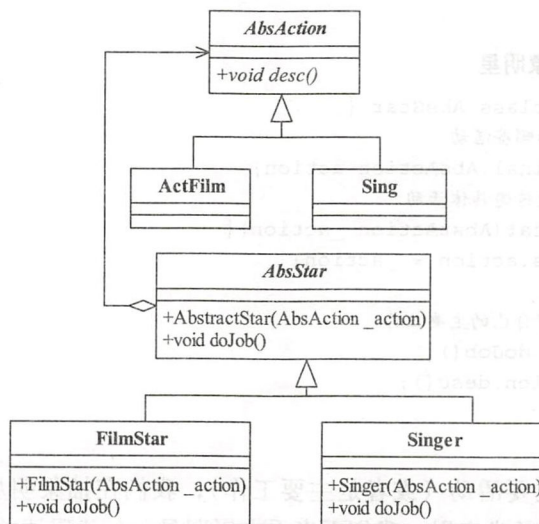 AbsAction
+void desc()
ActFilm
Sing
AbsStar
+AbstractStar(AbsAction _action)
+void doJob()
FilmStar
+FilmStar(AbsAction _action)
+void doJob()
Singer
+Singer(AbsAction _action)
+void doJob()